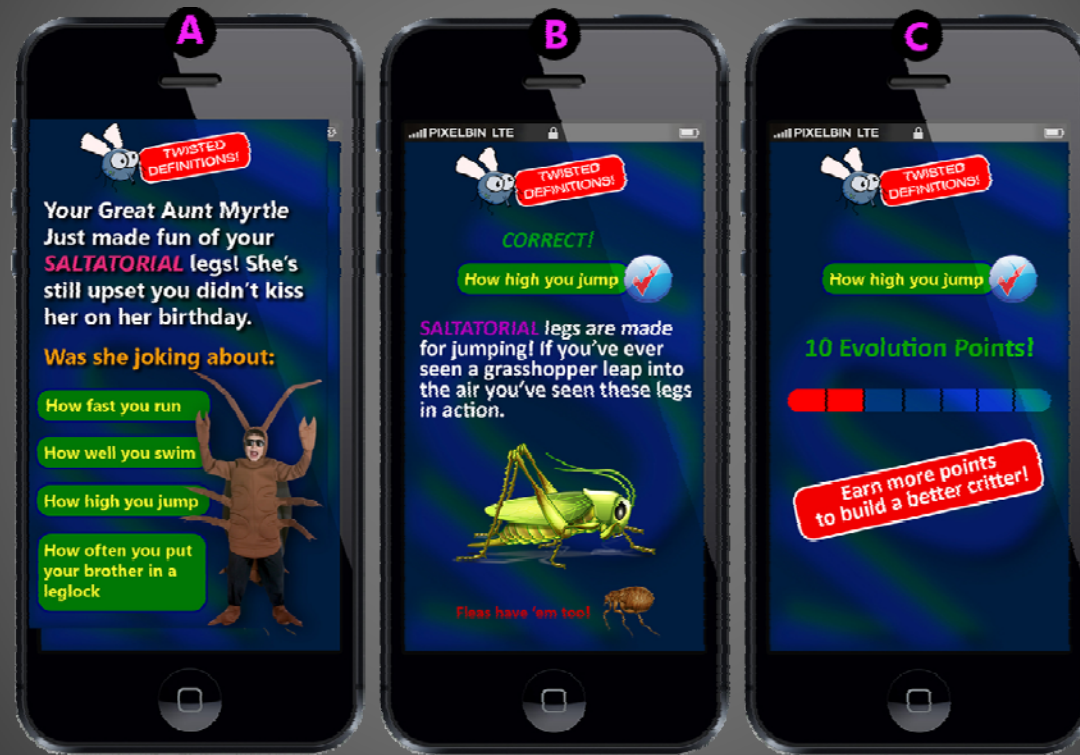 A
TWISTED
DEFINITIONS!
Your Great Aunt Myrtle
Just made fun of your
SALTATORIAL legs! She's
still upset you didn't kiss
her on her birthday.
Was she joking about:
How fast you run
How well you swim
How high you jump
How often you put
your brother in a
leglock
B
PIXELBIN LTE
TWISTED
DEFINITIONS!
CORRECT!
How high you jump
SALTATORIAL legs are made
for jumping! If you've ever
seen a grasshopper leap into
the air you've seen these legs
in action.
Fleas have 'em too!
C
PIXELBIN LTE
TWISTED
DEFINITIONS!
How high you jump
10 Evolution Points!
Earn more points
to build a better critter!